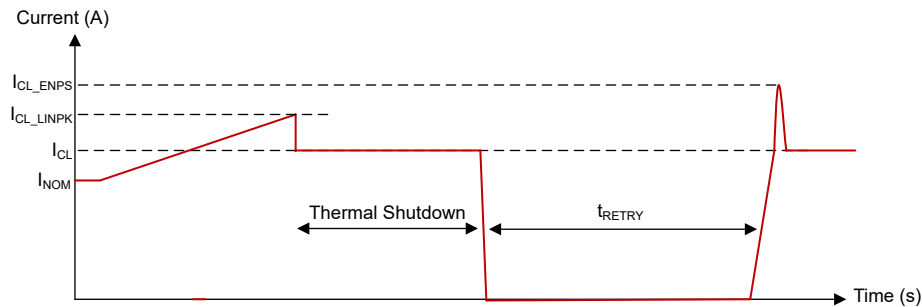 Current (A)
I_CL_ENPS
I_CL_LINPK
I_CL
I_NOM
Thermal Shutdown
t_RETRY
Time (s)